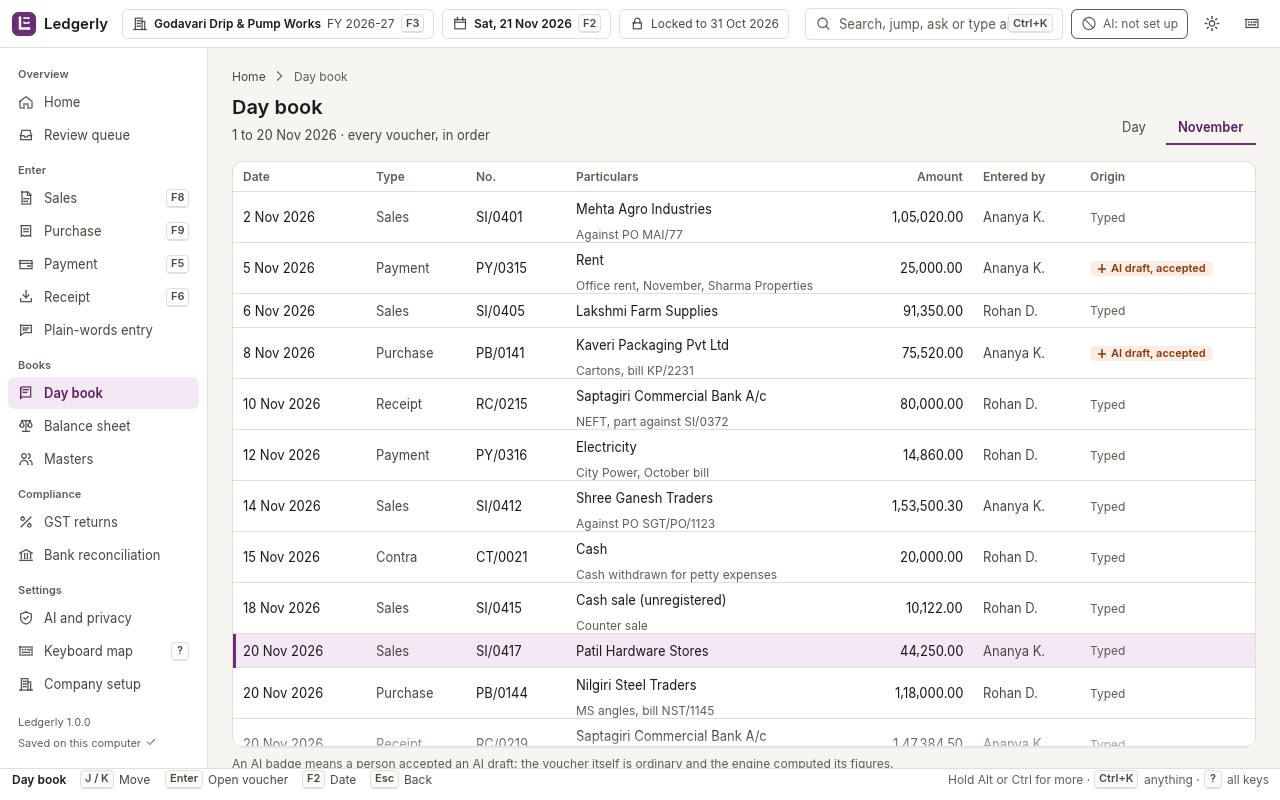 Ledgerly
Godavari Drip & Pump Works FY 2026-27 F3
Sat, 21 Nov 2026 F2
Locked to 31 Oct 2026
Search, jump, ask or type a Ctrl+K
AI: not set up
Overview
Home
Review queue
Enter
Sales F8
Purchase F9
Payment F5
Receipt F6
Plain-words entry
Books
Day book
Balance sheet
Masters
Compliance
GST returns
Bank reconciliation
Settings
AI and privacy
Keyboard map ?
Company setup
Ledgerly 1.0.0
Saved on this computer
Home > Day book
Day book
1 to 20 Nov 2026 · every voucher, in order
Day November
Date Type No. Particulars Amount Entered by Origin
2 Nov 2026 Sales SI/0401 Mehta Agro Industries 1,05,020.00 Ananya K. Typed
Against PO MAI/77
5 Nov 2026 Payment PY/0315 Rent 25,000.00 Ananya K. AI draft, accepted
Office rent, November, Sharma Properties
6 Nov 2026 Sales SI/0405 Lakshmi Farm Supplies 91,350.00 Rohan D. Typed
8 Nov 2026 Purchase PB/0141 Kaveri Packaging Pvt Ltd 75,520.00 Ananya K. AI draft, accepted
Cartons, bill KP/2231
10 Nov 2026 Receipt RC/0215 Saptagiri Commercial Bank A/c 80,000.00 Rohan D. Typed
NEFT, part against SI/0372
12 Nov 2026 Payment PY/0316 Electricity 14,860.00 Rohan D. Typed
City Power, October bill
14 Nov 2026 Sales SI/0412 Shree Ganesh Traders 1,53,500.30 Ananya K. Typed
Against PO SGT/PO/1123
15 Nov 2026 Contra CT/0021 Cash 20,000.00 Rohan D. Typed
Cash withdrawn for petty expenses
18 Nov 2026 Sales SI/0415 Cash sale (unregistered) 10,122.00 Rohan D. Typed
Counter sale
20 Nov 2026 Sales SI/0417 Patil Hardware Stores 44,250.00 Ananya K. Typed
20 Nov 2026 Purchase PB/0144 Nilgiri Steel Traders 1,18,000.00 Rohan D. Typed
MS angles, bill NST/1145
20 Nov 2026 Receipt RC/0219 Saptagiri Commercial Bank A/c 1,47,384.50 Ananya K. Typed
An AI badge means a person accepted an AI draft; the voucher itself is ordinary and the engine computed its figures.
Day book J / K Move Enter Open voucher F2 Date Esc Back
Hold Alt or Ctrl for more · Ctrl+K anything · ? all keys